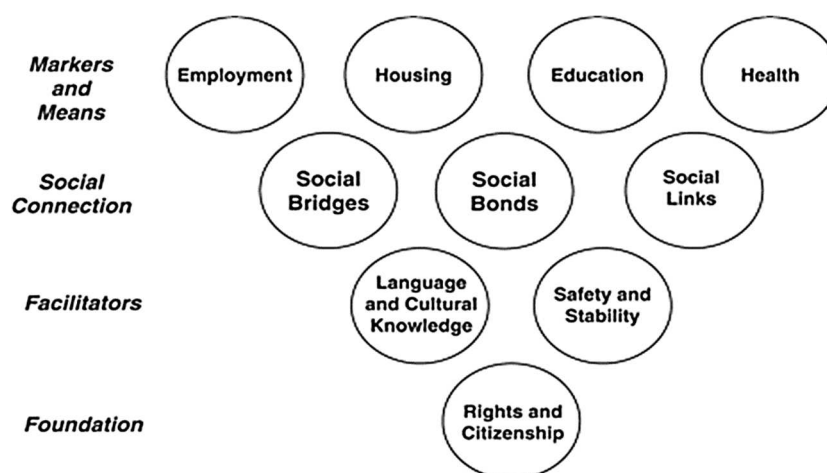 Markers
and
Means
Employment
Housing
Education
Health
Social
Connection
Social
Bridges
Social
Bonds
Social
Links
Facilitators
Language
and Cultural
Knowledge
Safety and
Stability
Foundation
Rights and
Citizenship